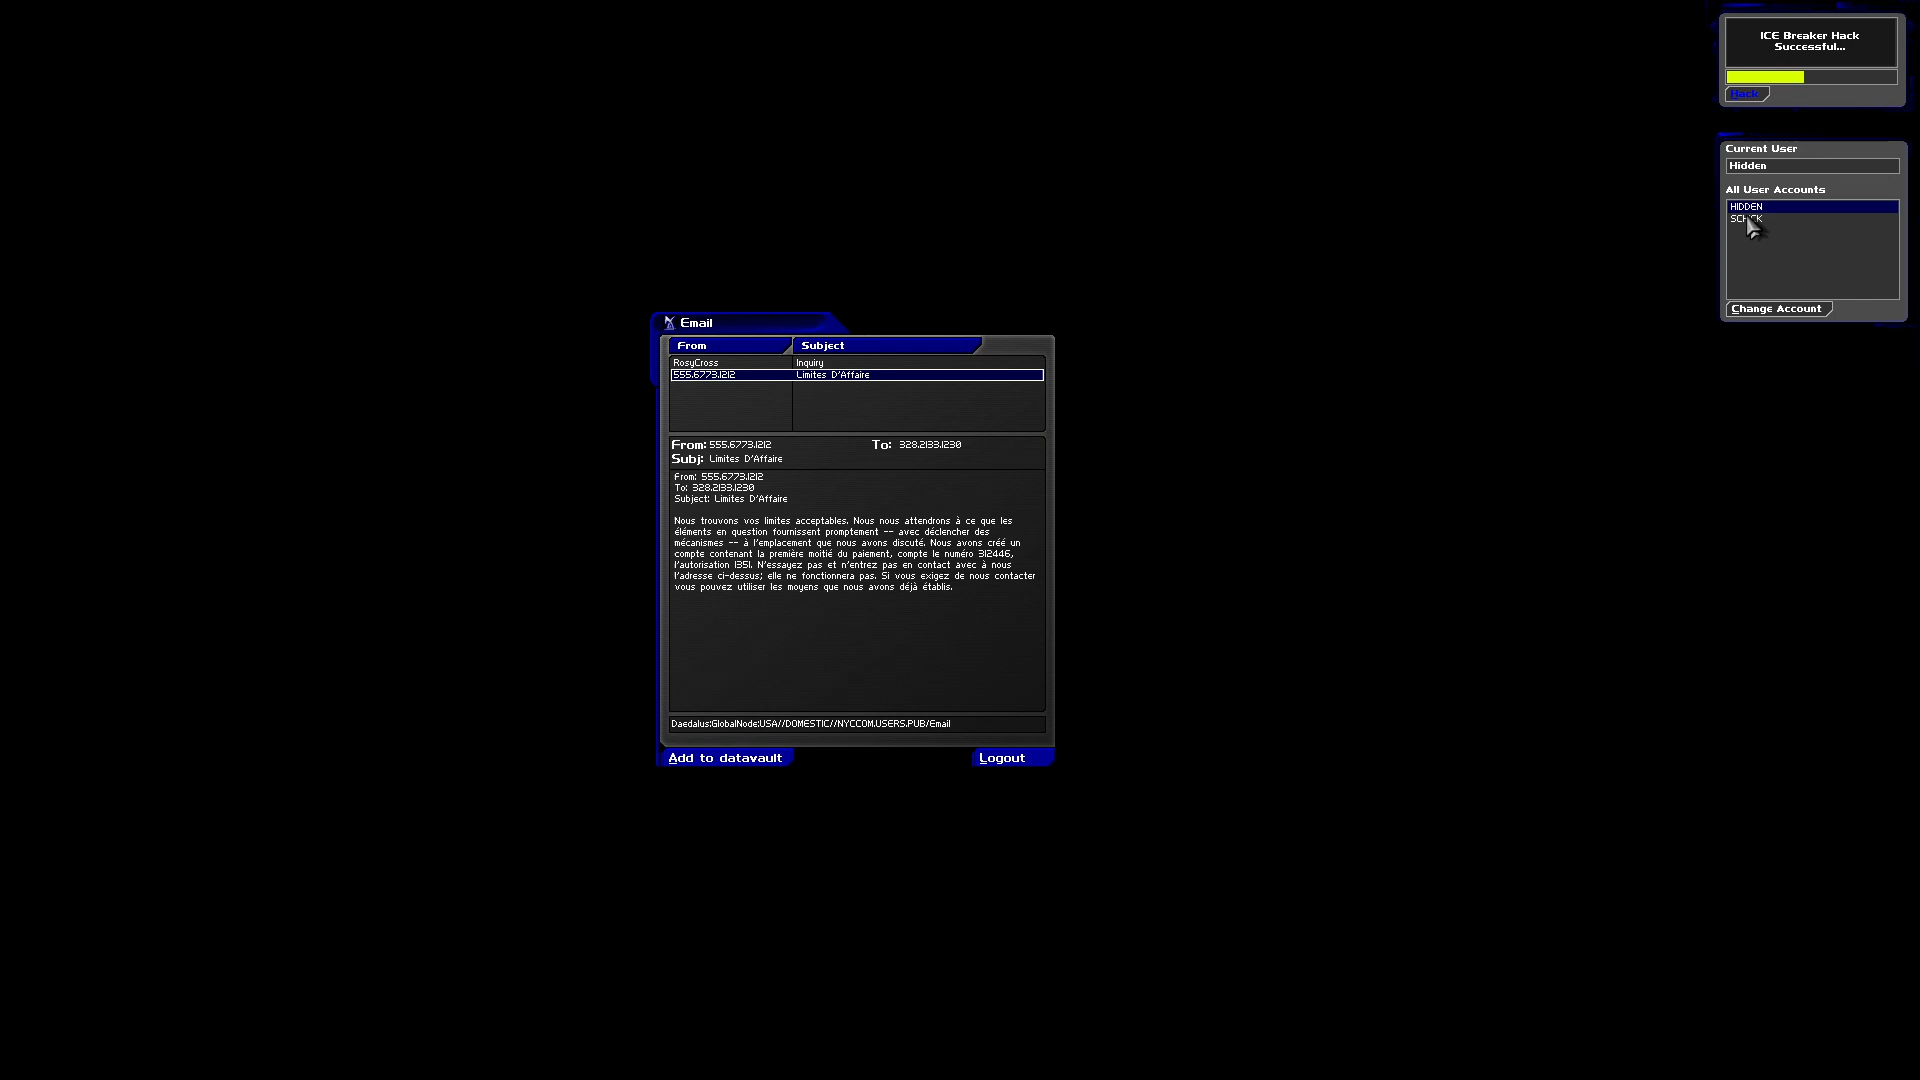 ICE Breaker Hack
Successful...
Hack
Current User
Hidden
All User Accounts
HIDDEN
SCHICK
Change Account
Email
From Subject
RosyCross Inquiry
555.6773.1212 Limites D'Affaire
From: 555.6773.1212 To: 328.2133.1230
Subj: Limites D'Affaire
From: 555.6773.1212
To: 328.2133.1230
Subject: Limites D'Affaire
Nous trouvons vos limites acceptables. Nous nous attendrons à ce que les
éléments en question fournissent promptement -- avec déclencher des
mécanismes -- à l'emplacement que nous avons discuté. Nous avons créé un
compte contenant la première moitié du paiement, compte le numéro 312446,
l'autorisation 1351. N'essayez pas et n'entrez pas en contact avec à nous
l'adresse ci-dessus; elle ne fonctionnera pas. Si vous exigez de nous contacter
vous pouvez utiliser les moyens que nous avons déjà établis.
Daedalus:GlobalNode:USA//DOMESTIC//NYCCOM.USERS.PUB/Email
Add to datavault Logout